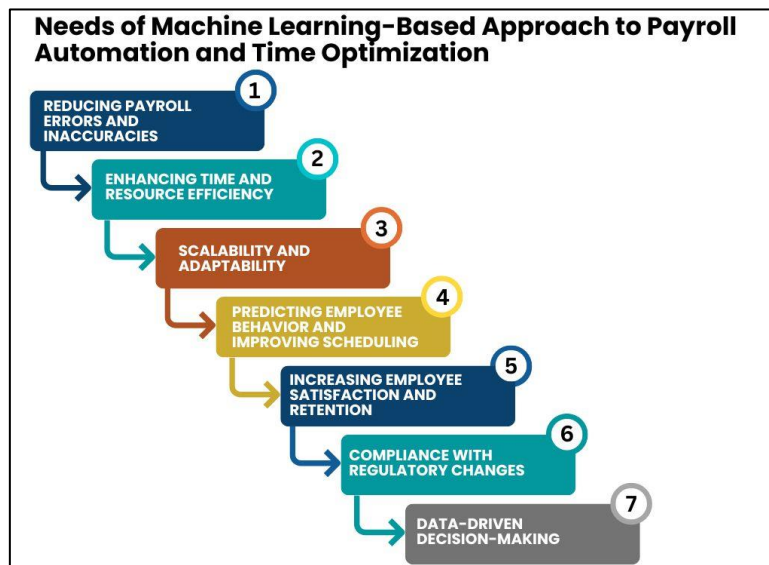 Needs of Machine Learning-Based Approach to Payroll
Automation and Time Optimization
1
REDUCING PAYROLL
ERRORS AND
INACCURACIES
2
ENHANCING TIME AND
RESOURCE EFFICIENCY
3
SCALABILITY AND
ADAPTABILITY
4
PREDICTING EMPLOYEE
BEHAVIOR AND
IMPROVING SCHEDULING
5
INCREASING EMPLOYEE
SATISFACTION AND
RETENTION
6
COMPLIANCE WITH
REGULATORY CHANGES
7
DATA-DRIVEN
DECISION-MAKING